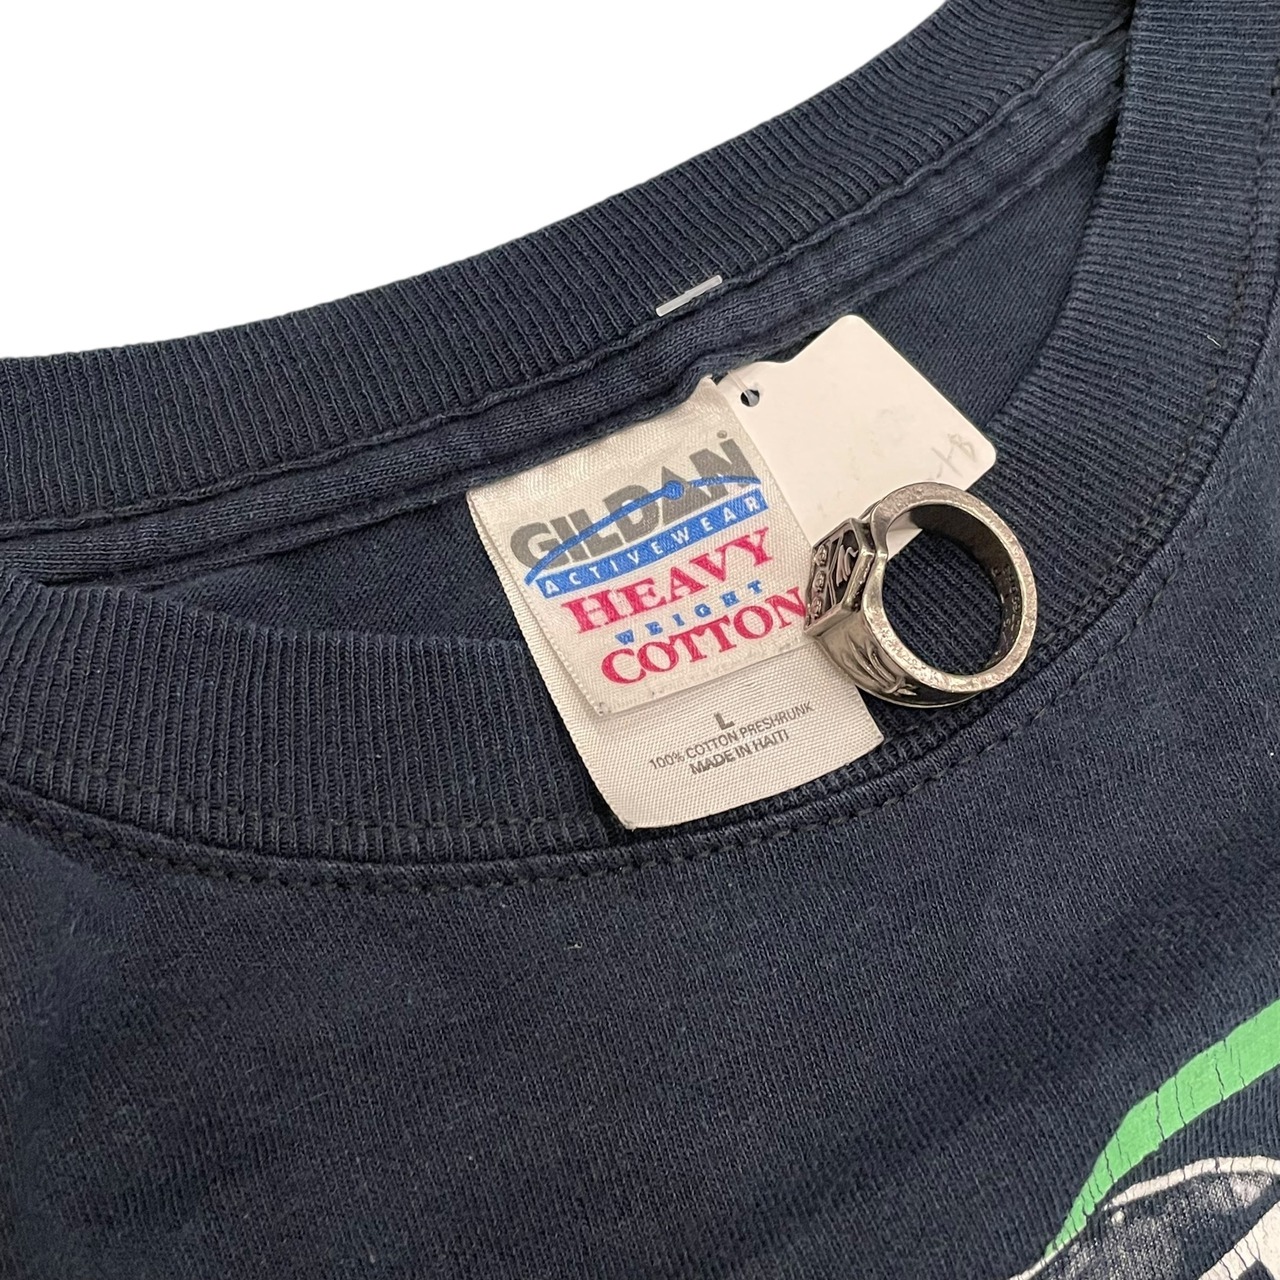 GILDAN
ACTIVEWEAR
HEAVY
WEIGHT
COTTON
L
100% COTTON PRESHRUNK
MADE IN HAITI